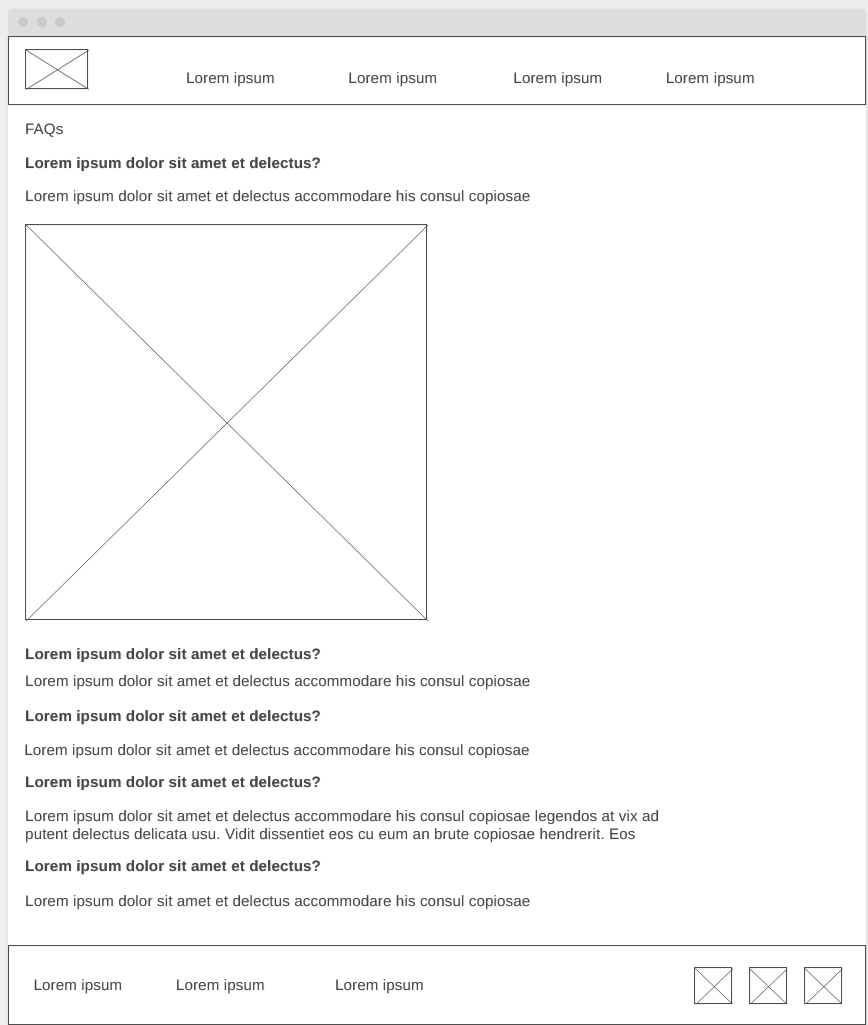 Lorem ipsum
Lorem ipsum
Lorem ipsum
Lorem ipsum
FAQs
Lorem ipsum dolor sit amet et delectus?
Lorem ipsum dolor sit amet et delectus accommodare his consul copiosae
Lorem ipsum dolor sit amet et delectus?
Lorem ipsum dolor sit amet et delectus accommodare his consul copiosae
Lorem ipsum dolor sit amet et delectus?
Lorem ipsum dolor sit amet et delectus accommodare his consul copiosae
Lorem ipsum dolor sit amet et delectus?
Lorem ipsum dolor sit amet et delectus accommodare his consul copiosae legendos at vix ad
putent delectus delicata usu. Vidit dissentiet eos cu eum an brute copiosae hendrerit. Eos
Lorem ipsum dolor sit amet et delectus?
Lorem ipsum dolor sit amet et delectus accommodare his consul copiosae
Lorem ipsum
Lorem ipsum
Lorem ipsum